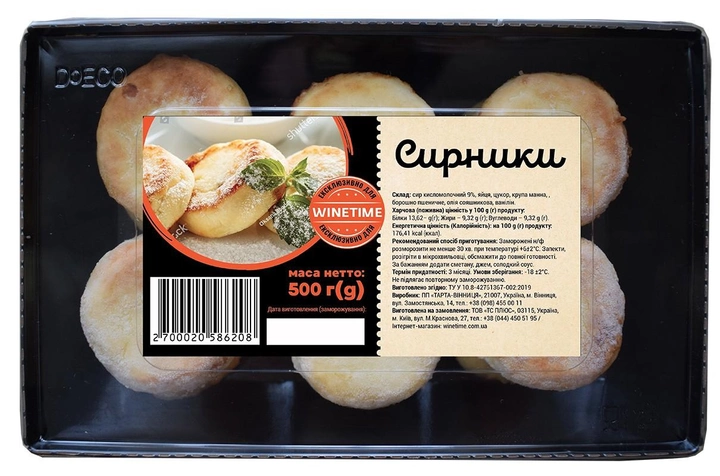 DOECO
Сирники
Склад: сир кисломолочний 9%, яйця, цукор, крупа манна, ,
борошно пшеничне, олія соняшникова, ванілін.
Харчова (поживна) цінність у 100 g (г) продукту:
Білки 13,62– g(г); Жири – 9,32 g (г); Вуглеводи – 9,32 g (г).
Енергетична цінність (Калорійність): на 100 g (г) продукту:
176,41 kcal (ккал).
Рекомендований спосіб приготування: Заморожені н/ф
розморозити не менше 30 хв. при температурі +6±2°С. Запекти,
розігріти в мікрохвильовці, обсмажити до повної готовності.
За бажанням додати сметану, джем, солодкий соус.
Термін придатності: 3 місяці. Умови зберігання: -18 ±2°С.
Не підлягає повторному заморожуванню.
Виготовлено згідно: ТУ У 10.8-42751367-002:2019
Виробник: ПП «ТАРТА-ВІННИЦЯ», 21007, Україна, м. Вінниця,
вул. Замостянська, 14, тел.: +38 (098) 455 00 11
Виготовлена на замовлення: ТОВ «ТС ПЛЮС», 03115, Україна,
м. Київ, вул. М.Краснова, 27, тел.: +38 (044) 450 51 95 /
Інтернет-магазин: winetime.com.ua
ЕКСКЛЮЗИВНО ДЛЯ
WINETIME
ЕКСКЛЮЗИВНО ДЛЯ
маса нетто:
500 г(g)
Дата виготовлення (заморожування):
2 700020 586208